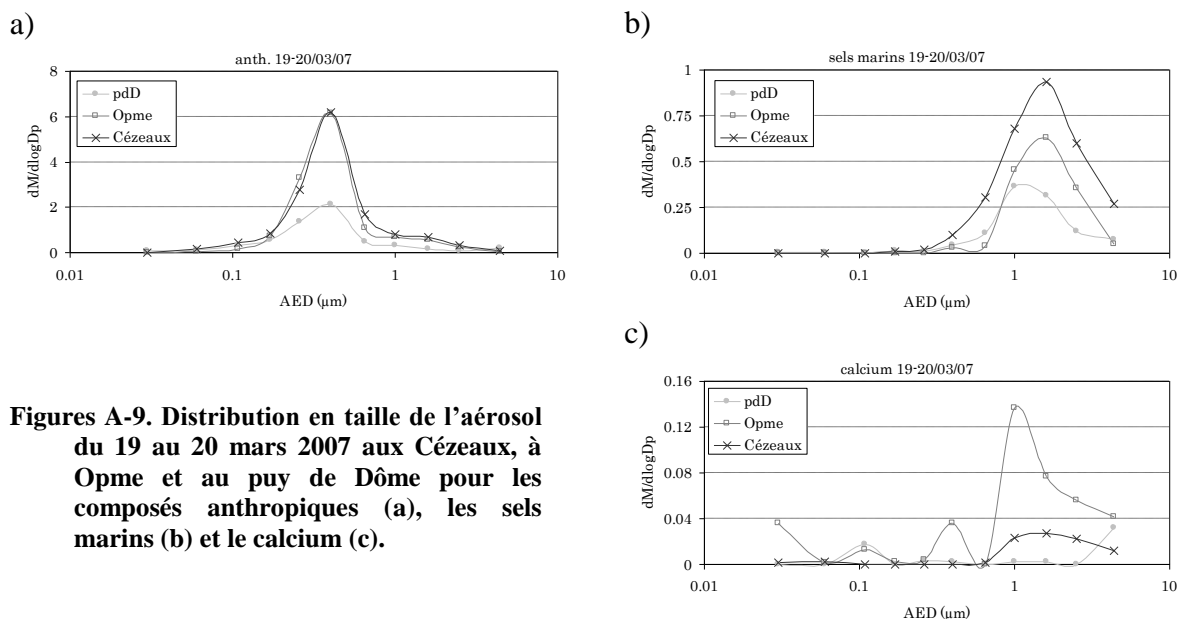 a)
anth. 19-20/03/07
8
6
4
2
0
dM/dlogDp
pdD
Opme
Cézeaux
0.01
0.1
1
10
AED (µm)
b)
sels marins 19-20/03/07
1
0.75
0.5
0.25
0
dM/dlogDp
pdD
Opme
Cézeaux
0.01
0.1
1
10
AED (µm)
c)
calcium 19-20/03/07
0.16
0.12
0.08
0.04
0
dM/dlogDp
pdD
Opme
Cézeaux
0.01
0.1
1
10
AED (µm)
Figures A-9. Distribution en taille de l’aérosol
du 19 au 20 mars 2007 aux Cézeaux, à
Opme et au puy de Dôme pour les
composés anthropiques (a), les sels
marins (b) et le calcium (c).